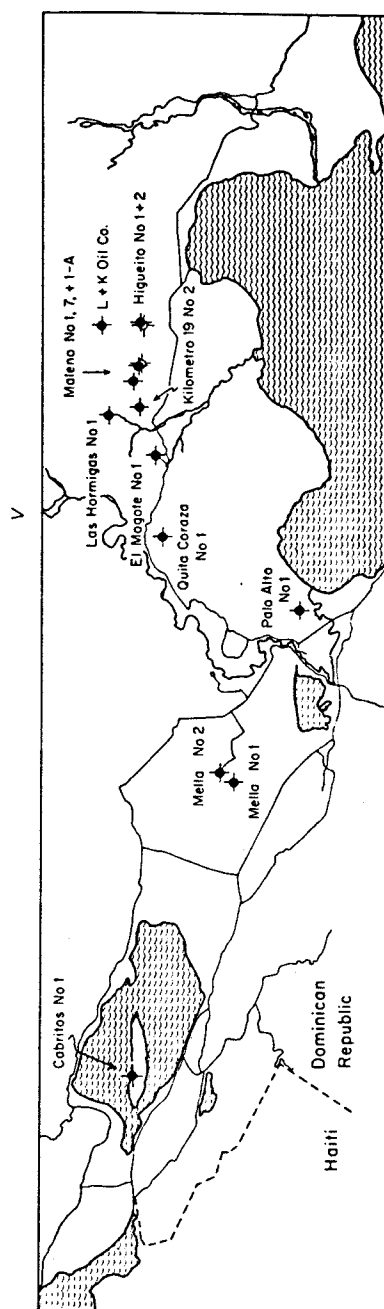 V
Cabritos No 1
Haiti
Dominican
Republic
Mella No 2
Mella No 1
Palo Alto
No 1
Quita Coraza
No 1
El Mogote No 1
Las Hormigas No 1
Maleno No 1, 7, + 1-A
L + K Oil Co.
Higueito No 1 + 2
Kilometro 19 No 2